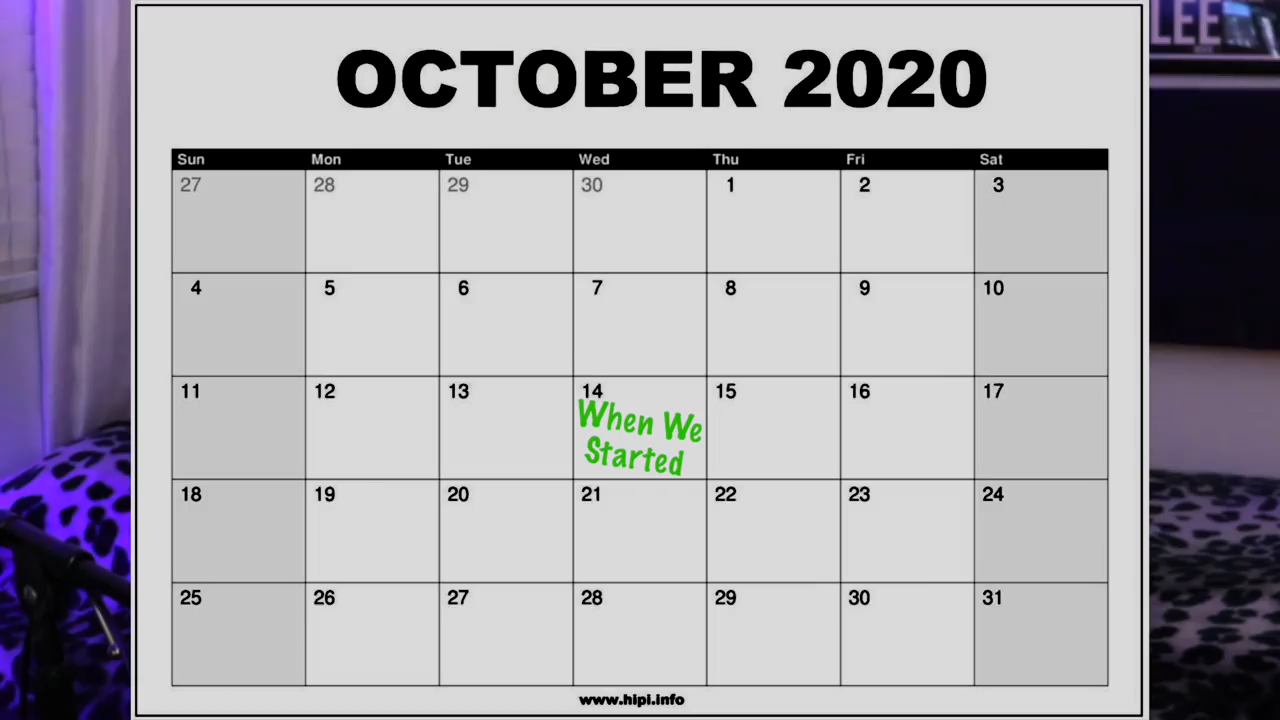 LEE
OCTOBER 2020
Sun Mon Tue Wed Thu Fri Sat
27 28 29 30 1 2 3
4 5 6 7 8 9 10
11 12 13 14 15 16 17
When We
Started
18 19 20 21 22 23 24
25 26 27 28 29 30 31
www.hipi.info